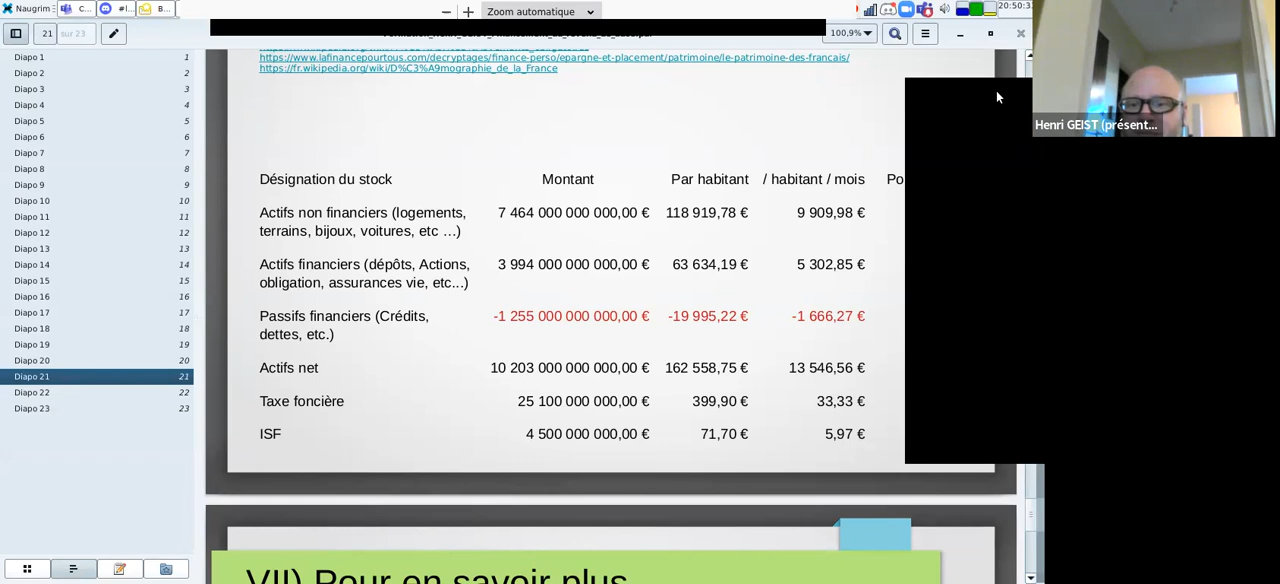 Naugrim
C...
#l...
B...
Zoom automatique
20:50:3
21 sur 23
100,9%
Diapo 1 1
Diapo 2 2
Diapo 3 3
Diapo 4 4
Diapo 5 5
Diapo 6 6
Diapo 7 7
Diapo 8 8
Diapo 9 9
Diapo 10 10
Diapo 11 11
Diapo 12 12
Diapo 13 13
Diapo 14 14
Diapo 15 15
Diapo 16 16
Diapo 17 17
Diapo 18 18
Diapo 19 19
Diapo 20 20
Diapo 21 21
Diapo 22 22
Diapo 23 23
https://www.lafinancepourtous.com/decryptages/finance-perso/epargne-et-placement/patrimoine/le-patrimoine-des-francais/
https://fr.wikipedia.org/wiki/D%C3%A9mographie_de_la_France
Henri GEIST (présent...
Désignation du stock Montant Par habitant / habitant / mois Po
Actifs non financiers (logements, 7 464 000 000 000,00 € 118 919,78 € 9 909,98 €
terrains, bijoux, voitures, etc ...)
Actifs financiers (dépôts, Actions, 3 994 000 000 000,00 € 63 634,19 € 5 302,85 €
obligation, assurances vie, etc...)
Passifs financiers (Crédits, -1 255 000 000 000,00 € -19 995,22 € -1 666,27 €
dettes, etc.)
Actifs net 10 203 000 000 000,00 € 162 558,75 € 13 546,56 €
Taxe foncière 25 100 000 000,00 € 399,90 € 33,33 €
ISF 4 500 000 000,00 € 71,70 € 5,97 €
VII) Pour en savoir plus